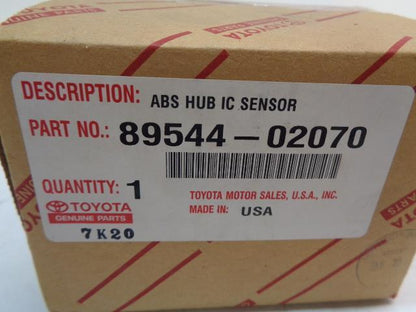 DESCRIPTION: ABS HUB IC SENSOR
PART NO.: 89544-02070
QUANTITY: 1
TOYOTA MOTOR SALES, U.S.A., INC.
TOYOTA
MADE IN: USA
GENUINE PARTS
7K20